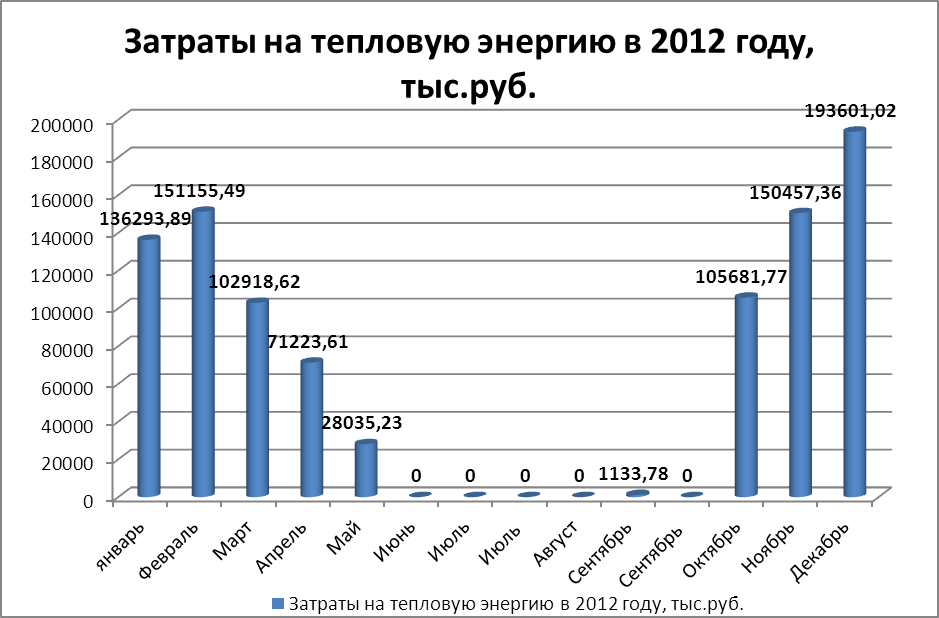 Затраты на тепловую энергию в 2012 году,
тыс.руб.
200000
180000
160000
140000
120000
100000
80000
60000
40000
20000
0
136293,89
151155,49
102918,62
71223,61
28035,23
0
0
0
0
1133,78
0
105681,77
150457,36
193601,02
январь
Февраль
Март
Апрель
Май
Июнь
Июль
Июль
Август
Сентябрь
Сентябрь
Октябрь
Ноябрь
Декабрь
Затраты на тепловую энергию в 2012 году, тыс.руб.